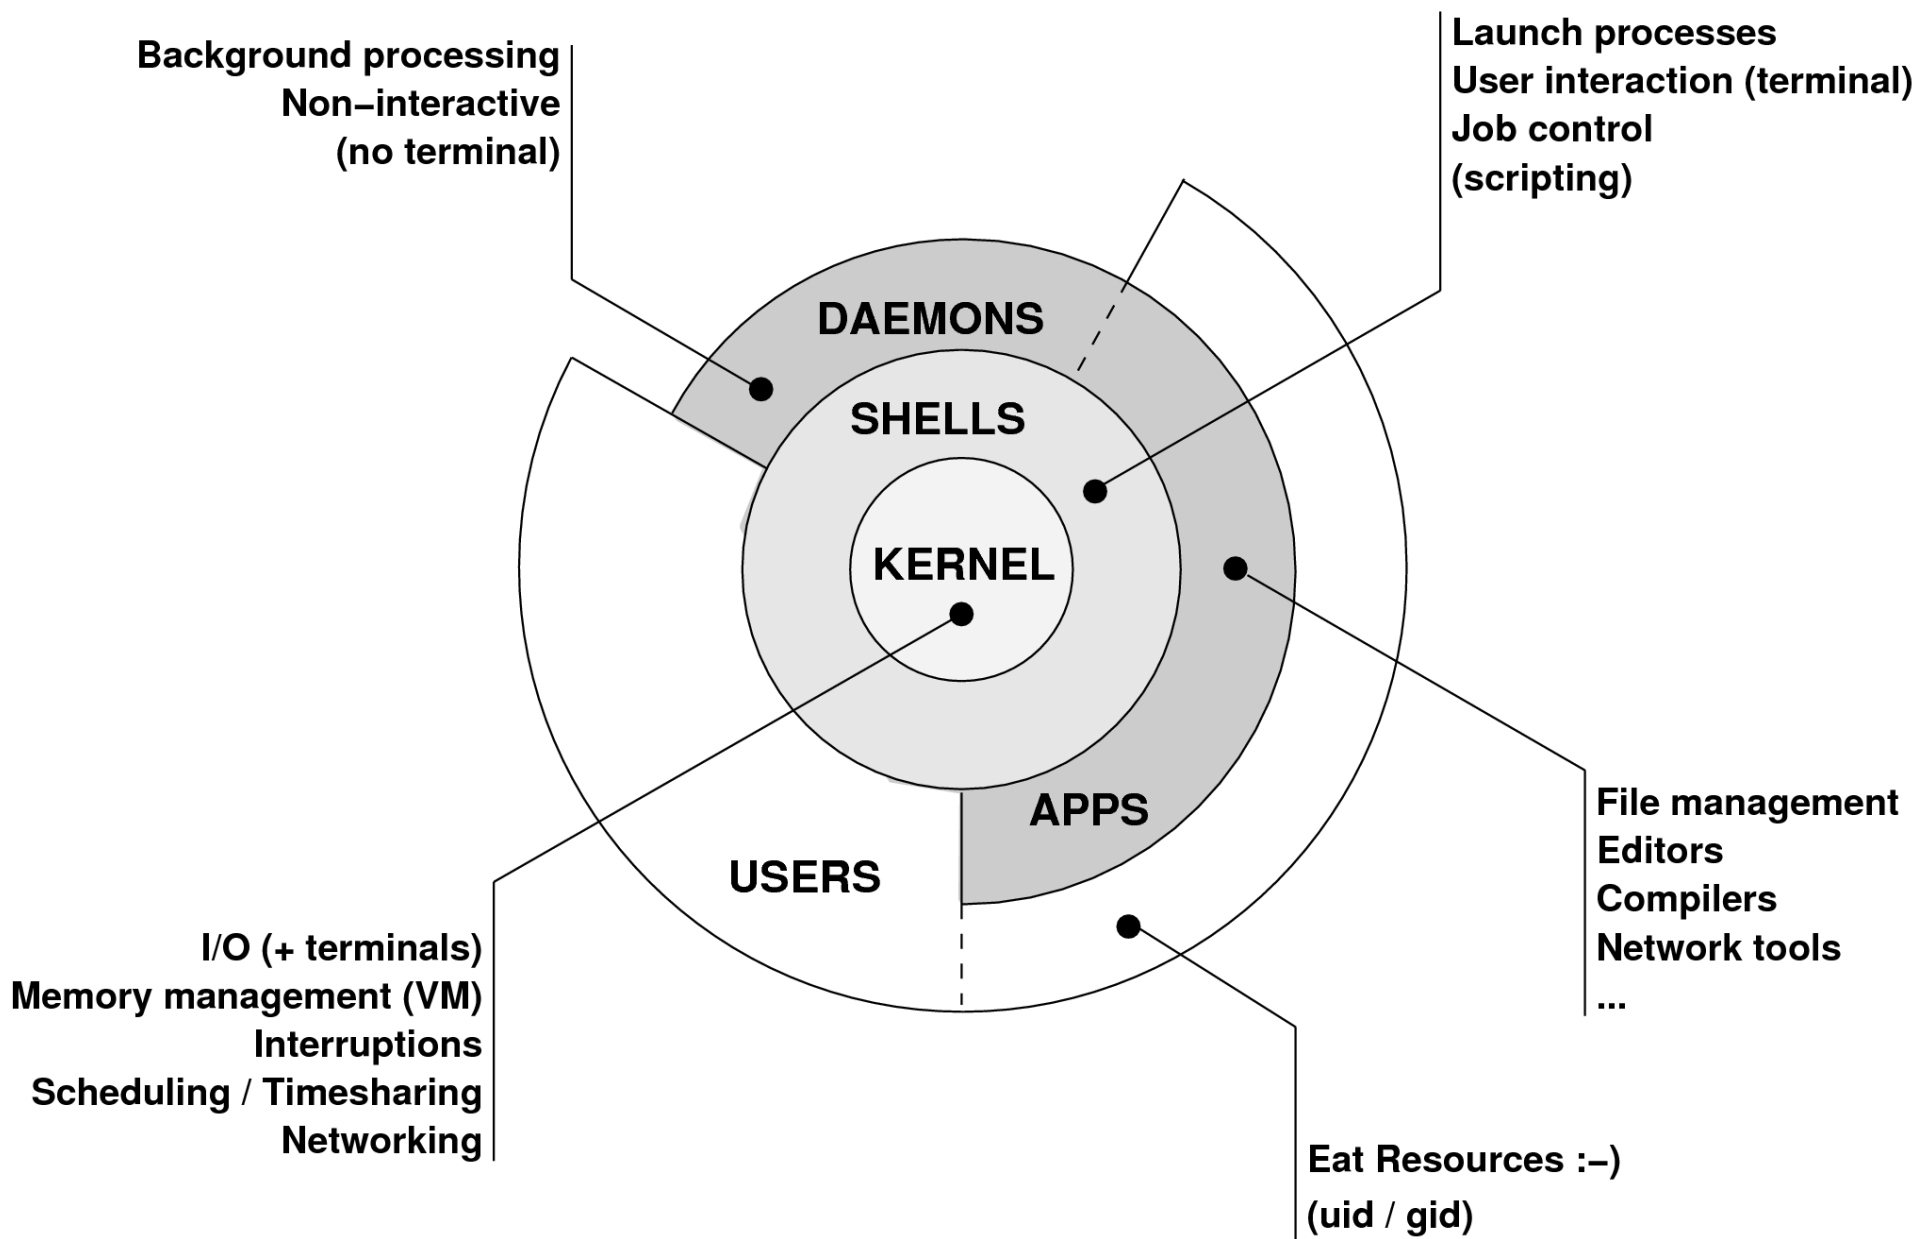 Background processing
Non–interactive
(no terminal)
Launch processes
User interaction (terminal)
Job control
(scripting)
DAEMONS
SHELLS
KERNEL
APPS
USERS
File management
Editors
Compilers
Network tools
...
I/O (+ terminals)
Memory management (VM)
Interruptions
Scheduling / Timesharing
Networking
Eat Resources :–)
(uid / gid)